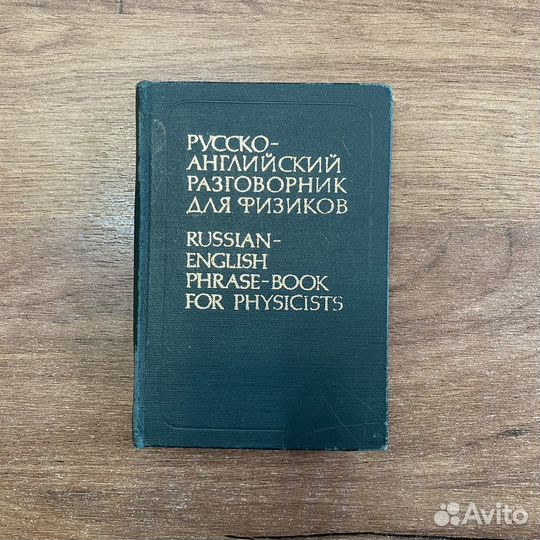 РУССКО-
АНГЛИЙСКИЙ
РАЗГОВОРНИК
ДЛЯ ФИЗИКОВ
RUSSIAN-
ENGLISH
PHRASE-BOOK
FOR PHYSICISTS
Avito